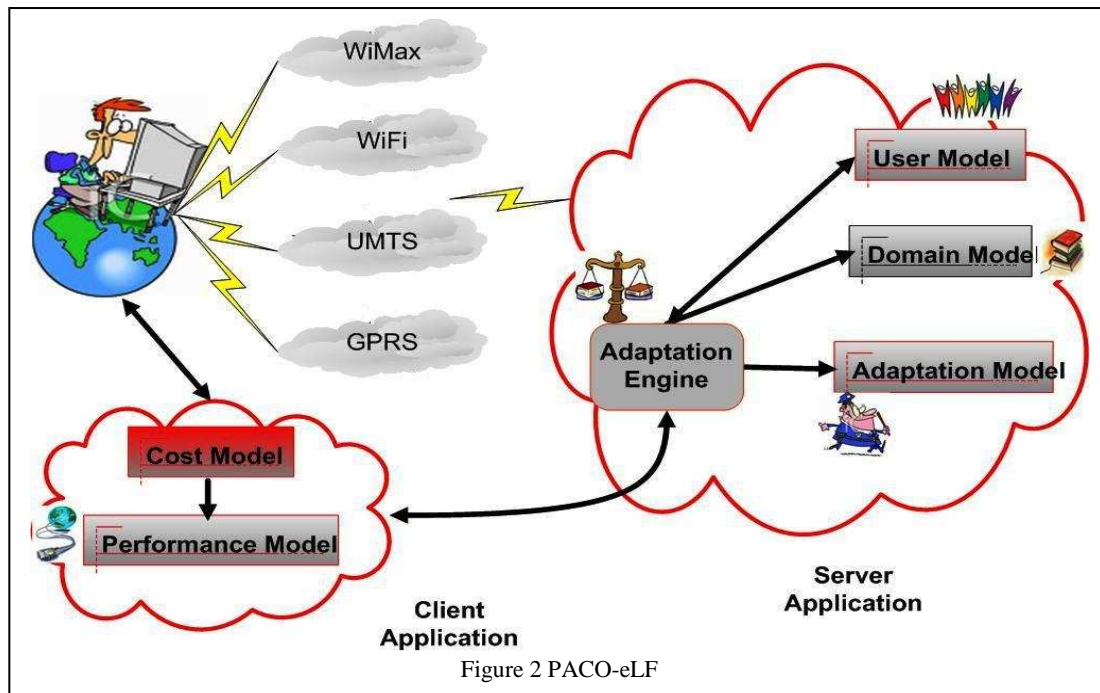 WiMax
WiFi
UMTS
GPRS
User Model
Domain Model
Adaptation
Engine
Adaptation Model
Cost Model
Performance Model
Server
Application
Client
Application
Figure 2 PACO-eLF